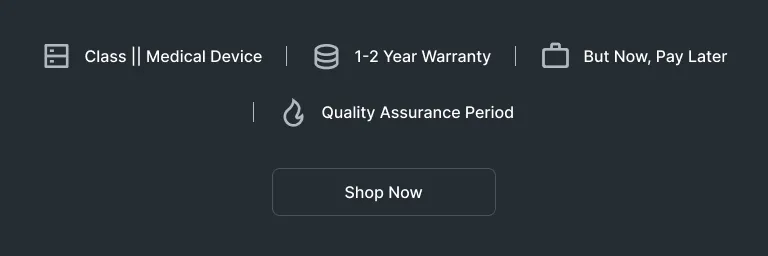 Class || Medical Device | 1-2 Year Warranty | But Now, Pay Later
| Quality Assurance Period
Shop Now